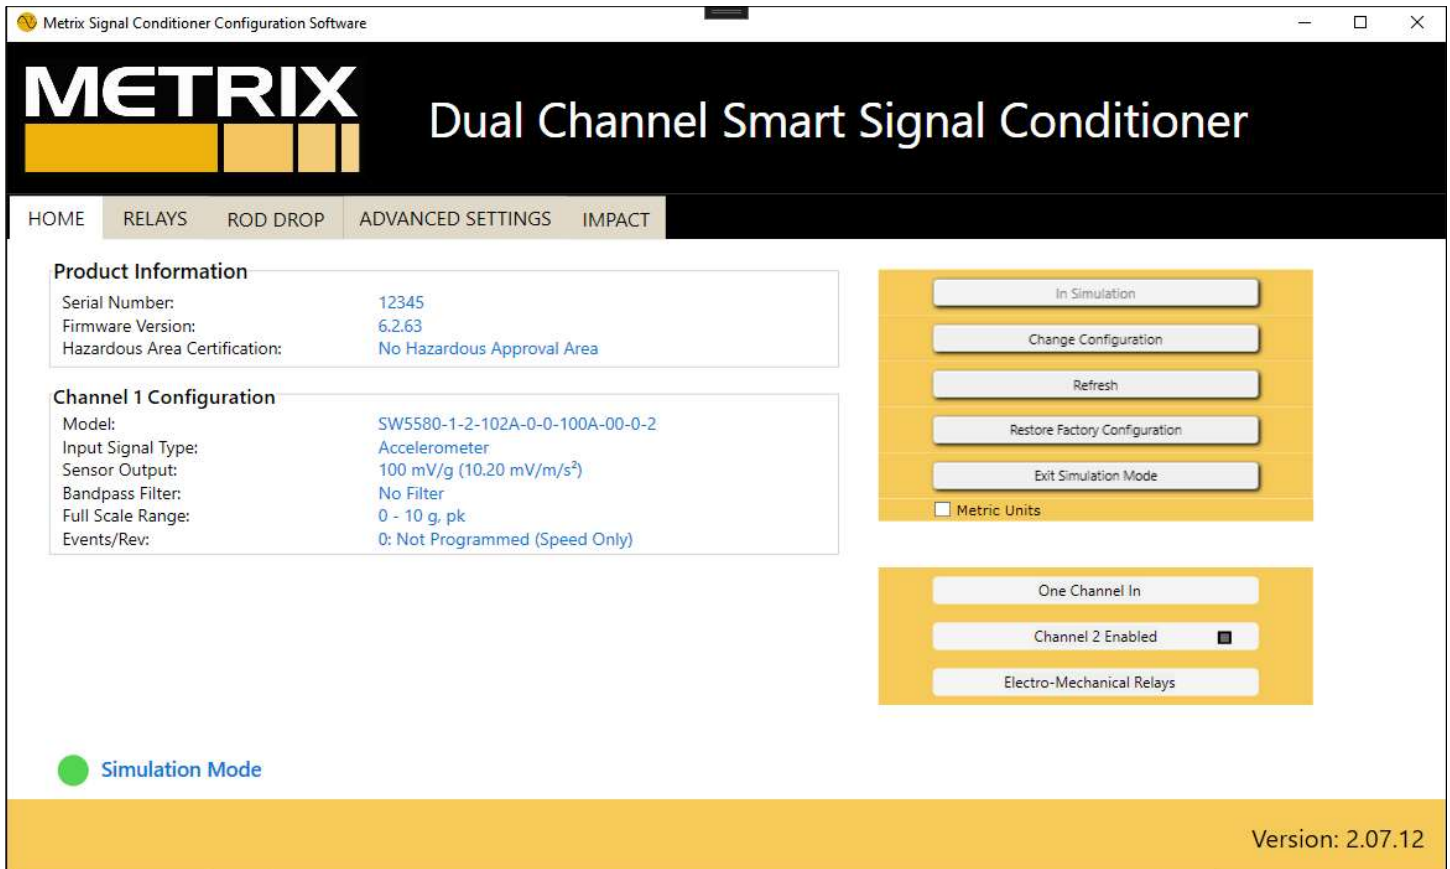 Metrix Signal Conditioner Configuration Software
METRIX
Dual Channel Smart Signal Conditioner
HOME RELAYS ROD DROP ADVANCED SETTINGS IMPACT
Product Information
Serial Number: 12345
Firmware Version: 6.2.63
Hazardous Area Certification: No Hazardous Approval Area
Channel 1 Configuration
Model: SW5580-1-2-102A-0-0-100A-00-0-2
Input Signal Type: Accelerometer
Sensor Output: 100 mV/g (10.20 mV/m/s²)
Bandpass Filter: No Filter
Full Scale Range: 0 - 10 g, pk
Events/Rev: 0: Not Programmed (Speed Only)
In Simulation
Change Configuration
Refresh
Restore Factory Configuration
Exit Simulation Mode
Metric Units
One Channel In
Channel 2 Enabled
Electro-Mechanical Relays
Simulation Mode
Version: 2.07.12